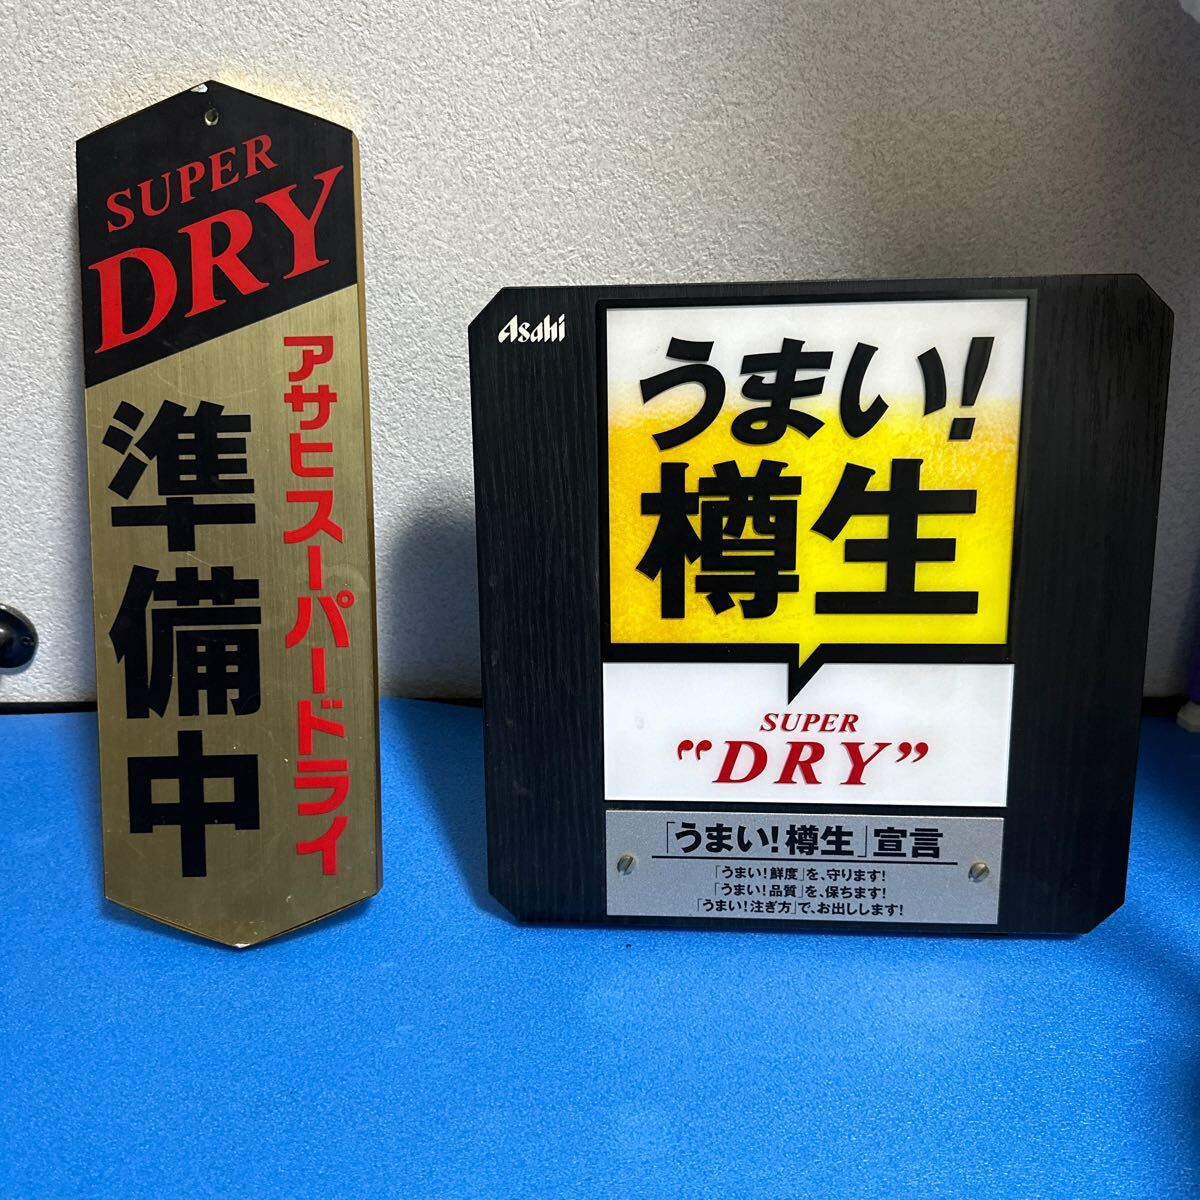 SUPER
DRY
アサヒスーパードライ
準備中
Asahi
うまい!
樽生
SUPER
“DRY”
「うまい!樽生」宣言
「うまい!鮮度」を、守ります!
「うまい!品質」を、保ちます!
「うまい!注ぎ方」で、お出しします!